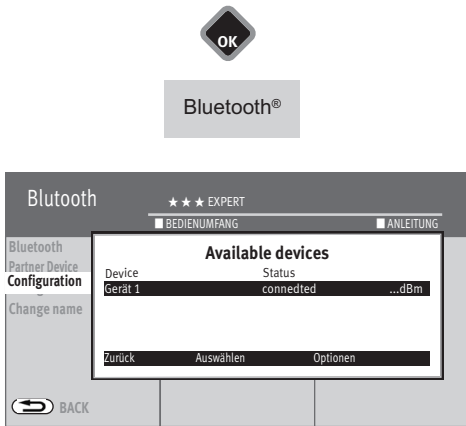 OK
Bluetooth®
Blutooth
★ ★ ★ EXPERT
BEDIENUMFANG ANLEITUNG
Bluetooth
Partner Device
Configuration
Change name
Available devices
Device Status
Gerät 1 connedted ...dBm
Zurück Auswählen Optionen
BACK